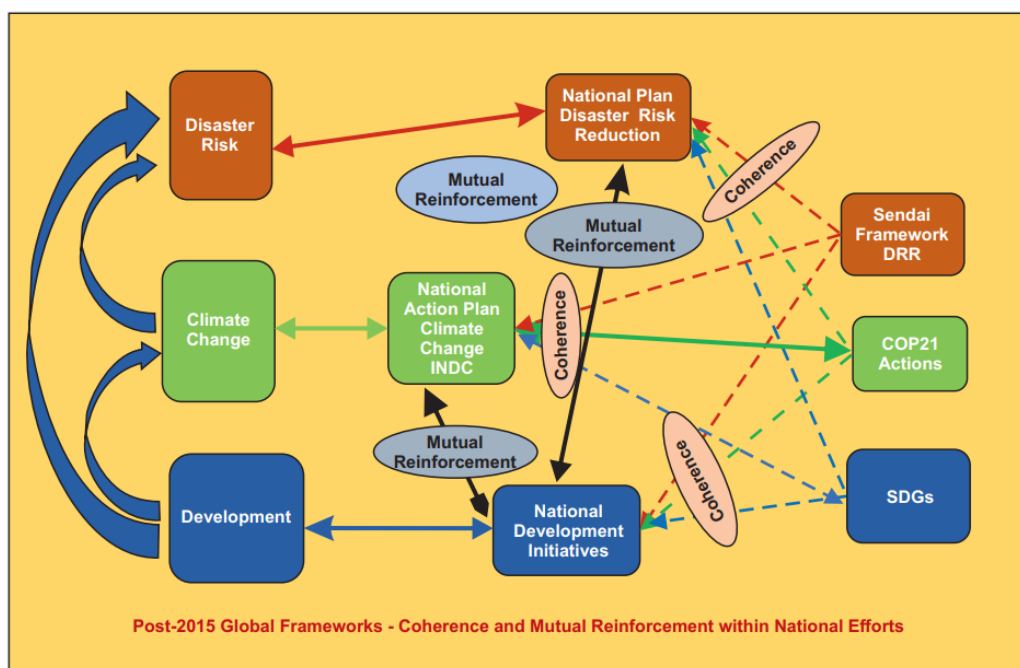 Disaster
Risk
National Plan
Disaster Risk
Reduction
Coherence
Mutual
Reinforcement
Mutual
Reinforcement
Sendai
Framework
DRR
Climate
Change
National
Action Plan
Climate
Change
INDC
Coherence
COP21
Actions
Mutual
Reinforcement
Coherence
Development
National
Development
Initiatives
SDGs
Post-2015 Global Frameworks - Coherence and Mutual Reinforcement within National Efforts